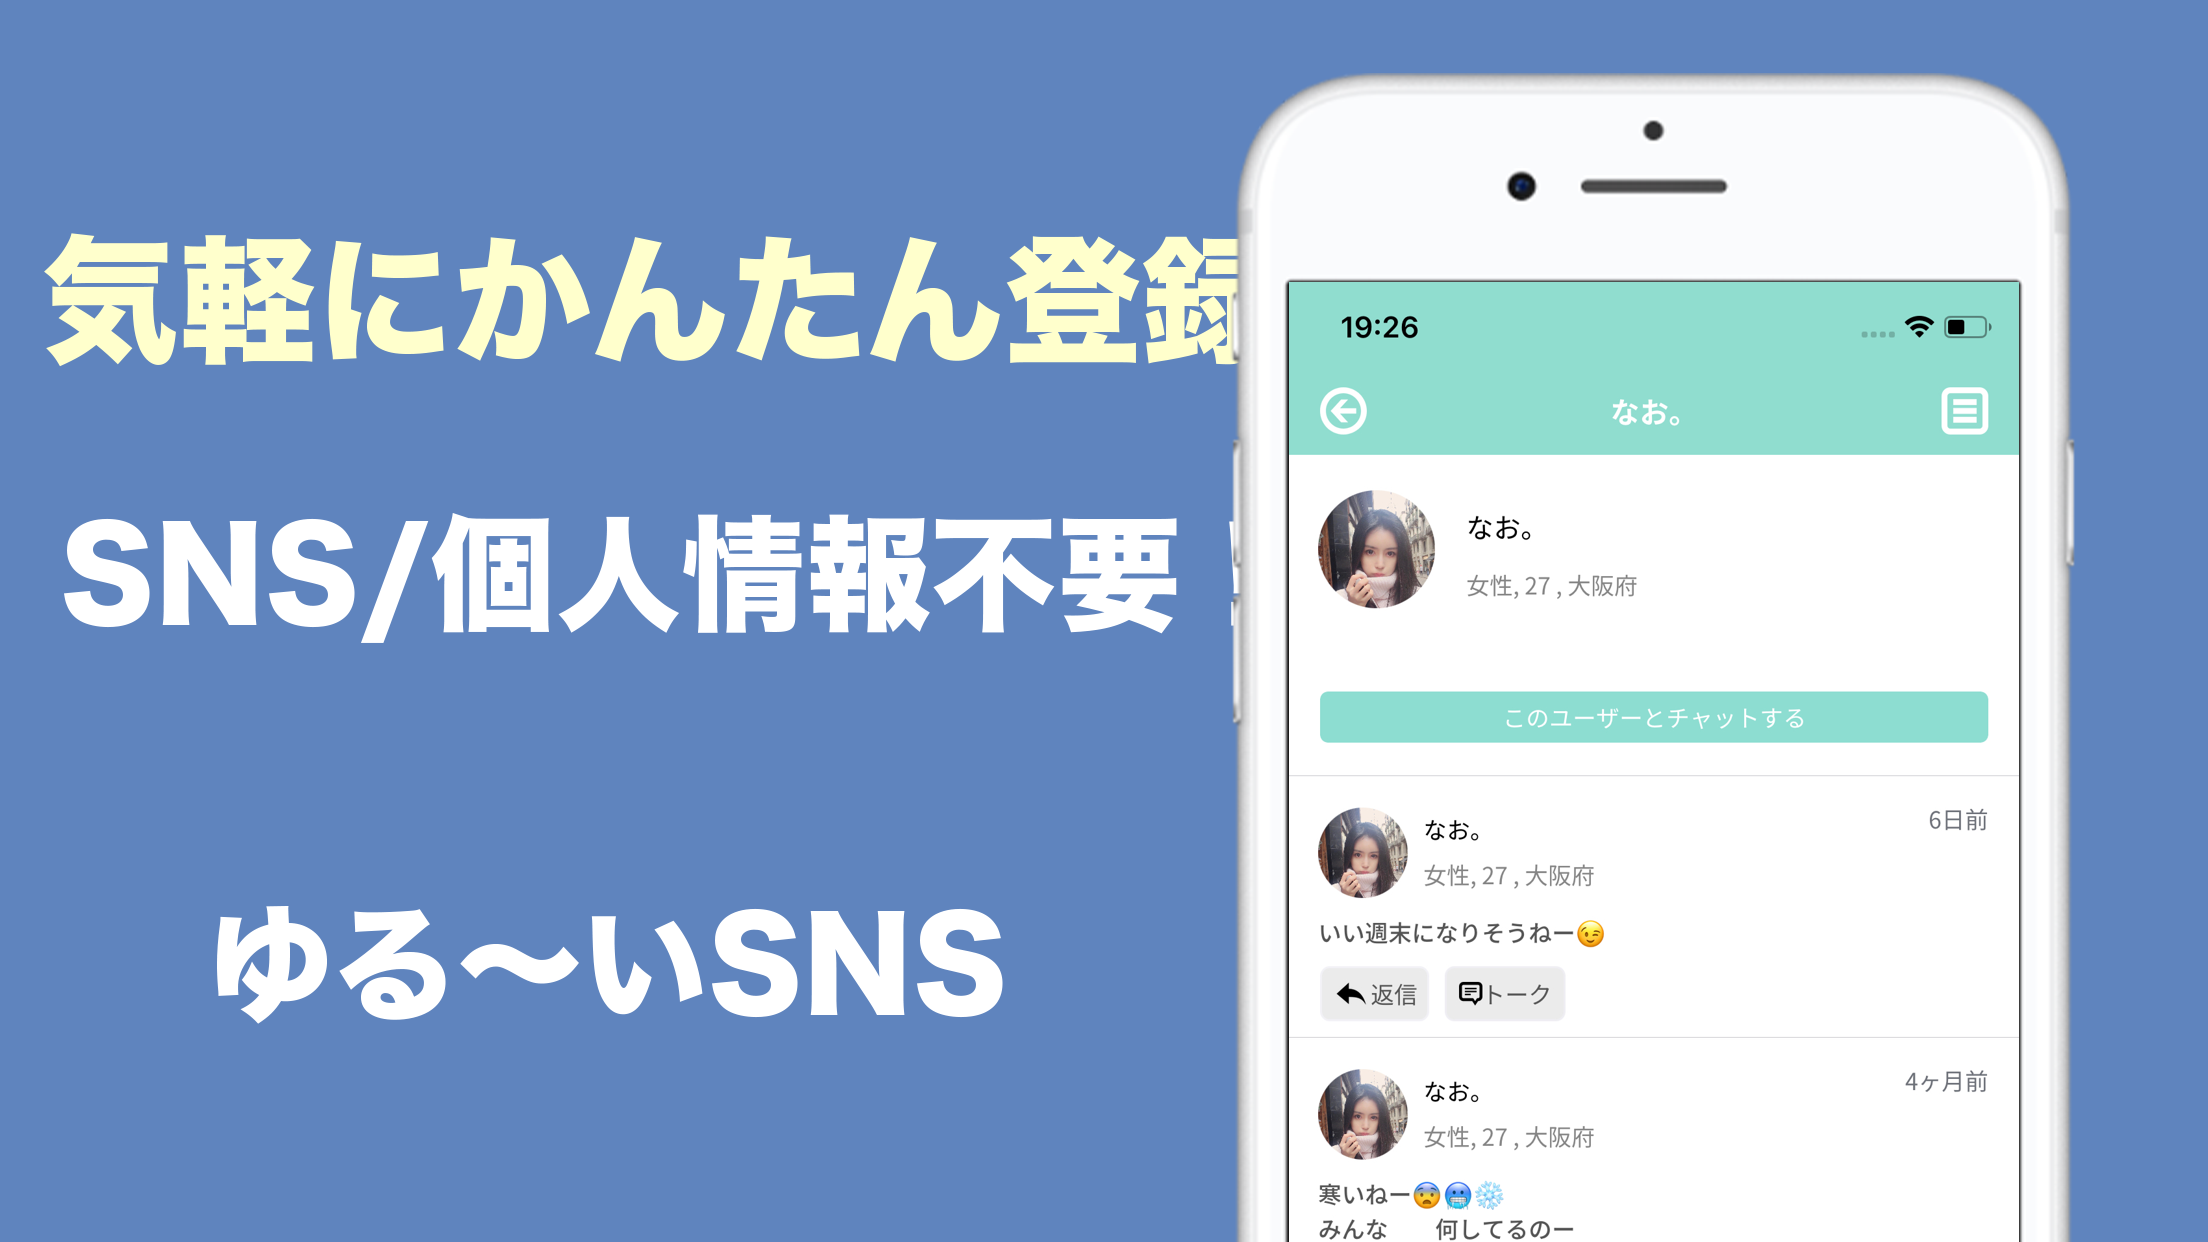 気軽にかんたん登録
SNS/個人情報不要！
ゆる〜いSNS
19:26
なお。
なお。
女性, 27 , 大阪府
このユーザーとチャットする
なお。
6日前
女性, 27 , 大阪府
いい週末になりそうねー😉
返信 トーク
なお。
4ヶ月前
女性, 27 , 大阪府
寒いねー😨🥶❄️
みんな　　何してるのー